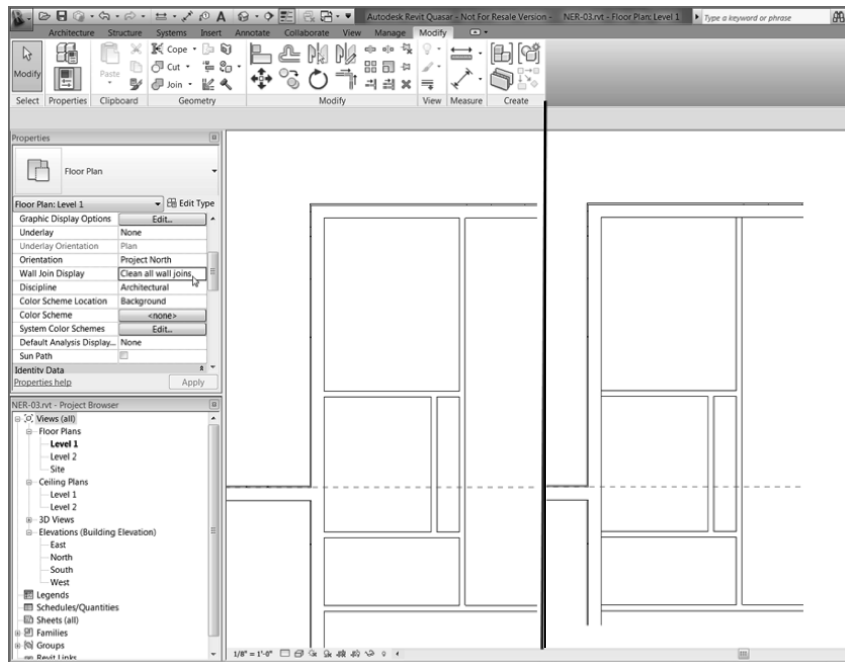 Autodesk Revit Quasar - Not For Resale Version - NER-03.rvt - Floor Plan: Level 1
Type a keyword or phrase
Architecture Structure Systems Insert Annotate Collaborate View Manage Modify
Modify
Paste
Cope
Cut
Join
Select Properties Clipboard Geometry Modify View Measure Create
Properties
Floor Plan
Floor Plan: Level 1 Edit Type
Graphic Display Options Edit...
Underlay None
Underlay Orientation Plan
Orientation Project North
Wall Join Display Clean all wall joins
Discipline Architectural
Color Scheme Location Background
Color Scheme <none>
System Color Schemes Edit...
Default Analysis Display... None
Sun Path
Identity Data
Properties help Apply
NER-03.rvt - Project Browser
Views (all)
Floor Plans
Level 1
Level 2
Site
Ceiling Plans
Level 1
Level 2
3D Views
Elevations (Building Elevation)
East
North
South
West
Legends
Schedules/Quantities
Sheets (all)
Families
Groups
Revit Links
1/8" = 1'-0"